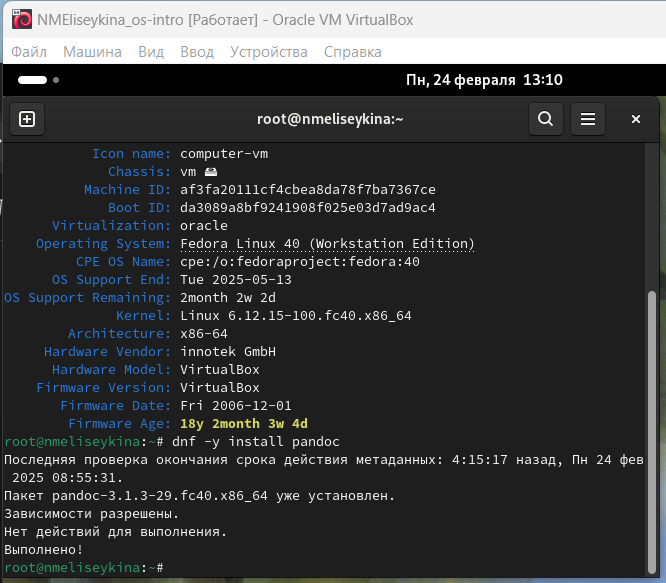 NMEliseykina_os-intro [Работает] - Oracle VM VirtualBox
Файл Машина Вид Ввод Устройства Справка
Пн, 24 февраля 13:10
root@nmeliseykina:~
Icon name: computer-vm
Chassis: vm
Machine ID: af3fa20111cf4cbea8da78f7ba7367ce
Boot ID: da3089a8bf9241908f025e03d7ad9ac4
Virtualization: oracle
Operating System: Fedora Linux 40 (Workstation Edition)
CPE OS Name: cpe:/o:fedoraproject:fedora:40
OS Support End: Tue 2025-05-13
OS Support Remaining: 2month 2w 2d
Kernel: Linux 6.12.15-100.fc40.x86_64
Architecture: x86-64
Hardware Vendor: innotek GmbH
Hardware Model: VirtualBox
Firmware Version: VirtualBox
Firmware Date: Fri 2006-12-01
Firmware Age: 18y 2month 3w 4d
root@nmeliseykina:~# dnf -y install pandoc
Последняя проверка окончания срока действия метаданных: 4:15:17 назад, Пн 24 фев
2025 08:55:31.
Пакет pandoc-3.1.3-29.fc40.x86_64 уже установлен.
Зависимости разрешены.
Нет действий для выполнения.
Выполнено!
root@nmeliseykina:~#